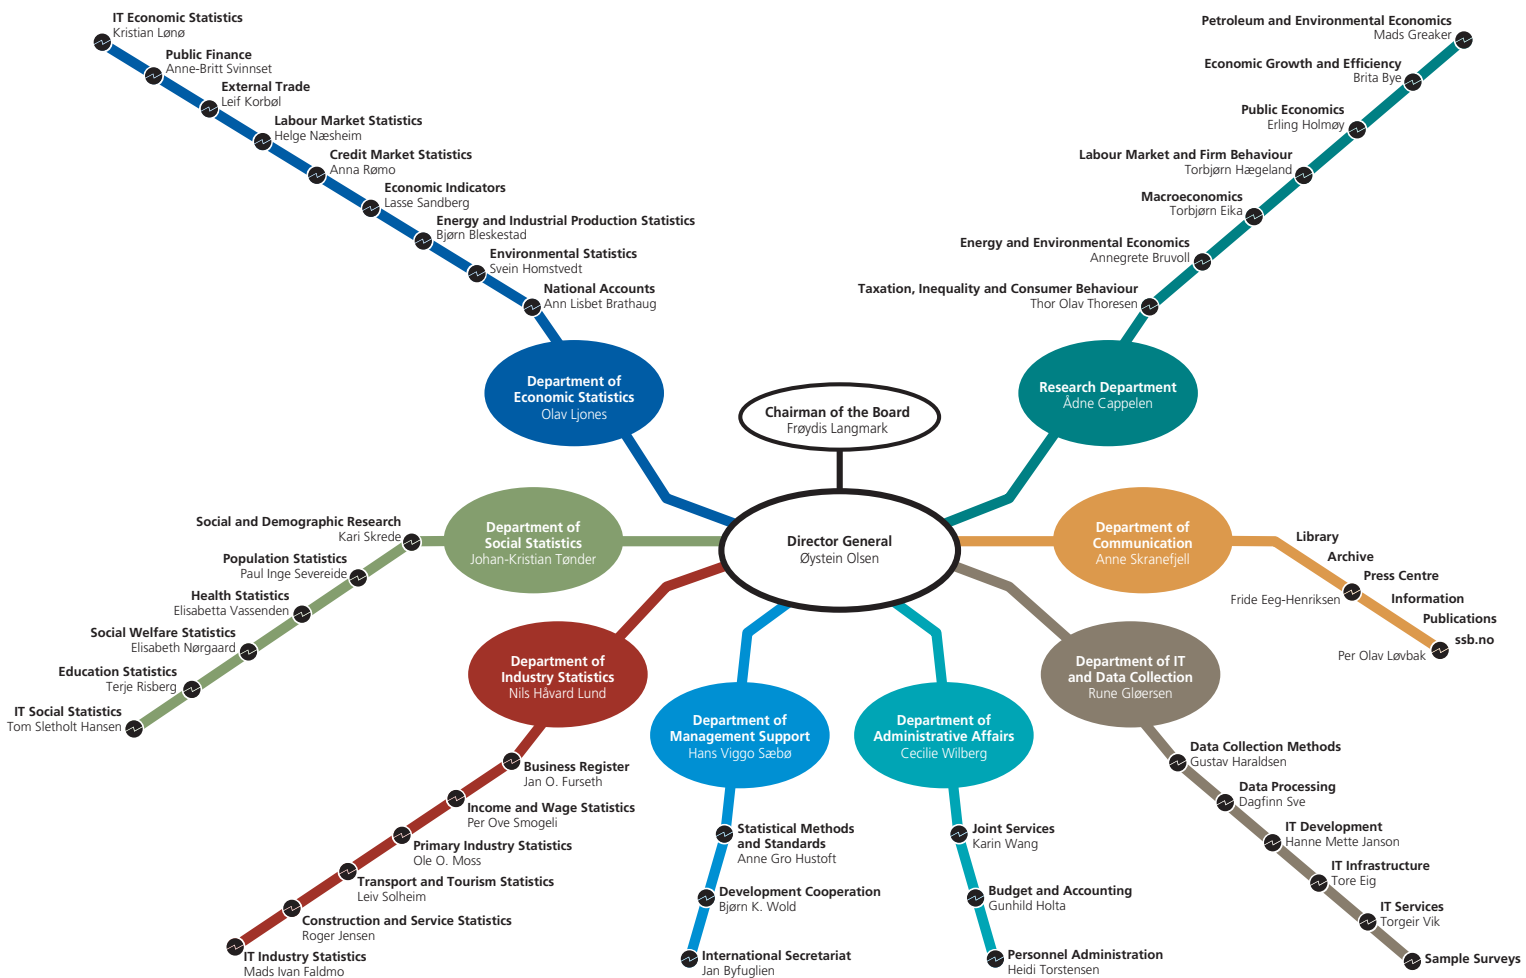 IT Economic Statistics
Kristian Lønø
Public Finance
Anne-Britt Svinnset
External Trade
Leif Korbøl
Labour Market Statistics
Helge Næsheim
Credit Market Statistics
Anna Rømo
Economic Indicators
Lasse Sandberg
Energy and Industrial Production Statistics
Bjørn Bleskestad
Environmental Statistics
Svein Homstvedt
National Accounts
Ann Lisbet Brathaug
Department of
Economic Statistics
Olav Ljones
Petroleum and Environmental Economics
Mads Greaker
Economic Growth and Efficiency
Brita Bye
Public Economics
Erling Holmøy
Labour Market and Firm Behaviour
Torbjørn Hægeland
Macroeconomics
Torbjørn Eika
Energy and Environmental Economics
Annegrete Bruvoll
Taxation, Inequality and Consumer Behaviour
Thor Olav Thoresen
Research Department
Ådne Cappelen
Chairman of the Board
Frøydis Langmark
Director General
Øystein Olsen
Department of
Social Statistics
Johan-Kristian Tønder
Social and Demographic Research
Kari Skrede
Population Statistics
Paul Inge Severeide
Health Statistics
Elisabetta Vassenden
Social Welfare Statistics
Elisabeth Nørgaard
Education Statistics
Terje Risberg
IT Social Statistics
Tom Sletholt Hansen
Department of
Communication
Anne Skranefjell
Library
Archive
Press Centre
Fride Eeg-Henriksen
Information
Publications
ssb.no
Per Olav Løvbak
Department of
Industry Statistics
Nils Håvard Lund
Business Register
Jan O. Furseth
Income and Wage Statistics
Per Ove Smogeli
Primary Industry Statistics
Ole O. Moss
Transport and Tourism Statistics
Leiv Solheim
Construction and Service Statistics
Roger Jensen
IT Industry Statistics
Mads Ivan Faldmo
Department of
Management Support
Hans Viggo Sæbø
Statistical Methods
and Standards
Anne Gro Hustoft
Development Cooperation
Bjørn K. Wold
International Secretariat
Jan Byfuglien
Department of
Administrative Affairs
Cecilie Wilberg
Joint Services
Karin Wang
Budget and Accounting
Gunhild Holta
Personnel Administration
Heidi Torstensen
Department of IT
and Data Collection
Rune Gløersen
Data Collection Methods
Gustav Haraldsen
Data Processing
Dagfinn Sve
IT Development
Hanne Mette Janson
IT Infrastructure
Tore Eig
IT Services
Torgeir Vik
Sample Surveys